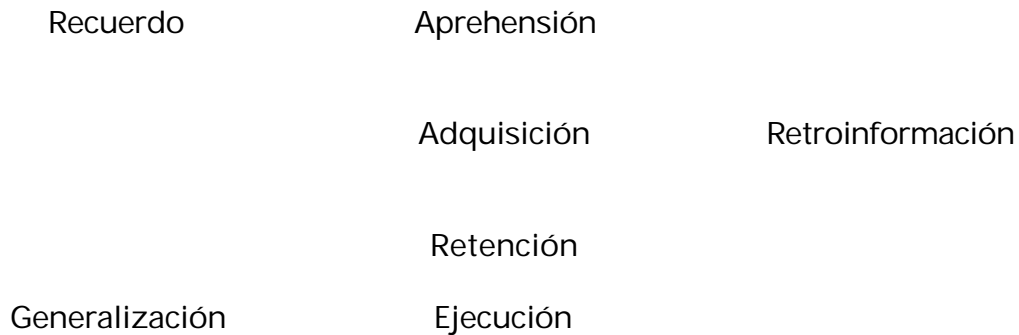 Recuerdo Aprehensión
Adquisición Retroinformación
Retención
Generalización Ejecución